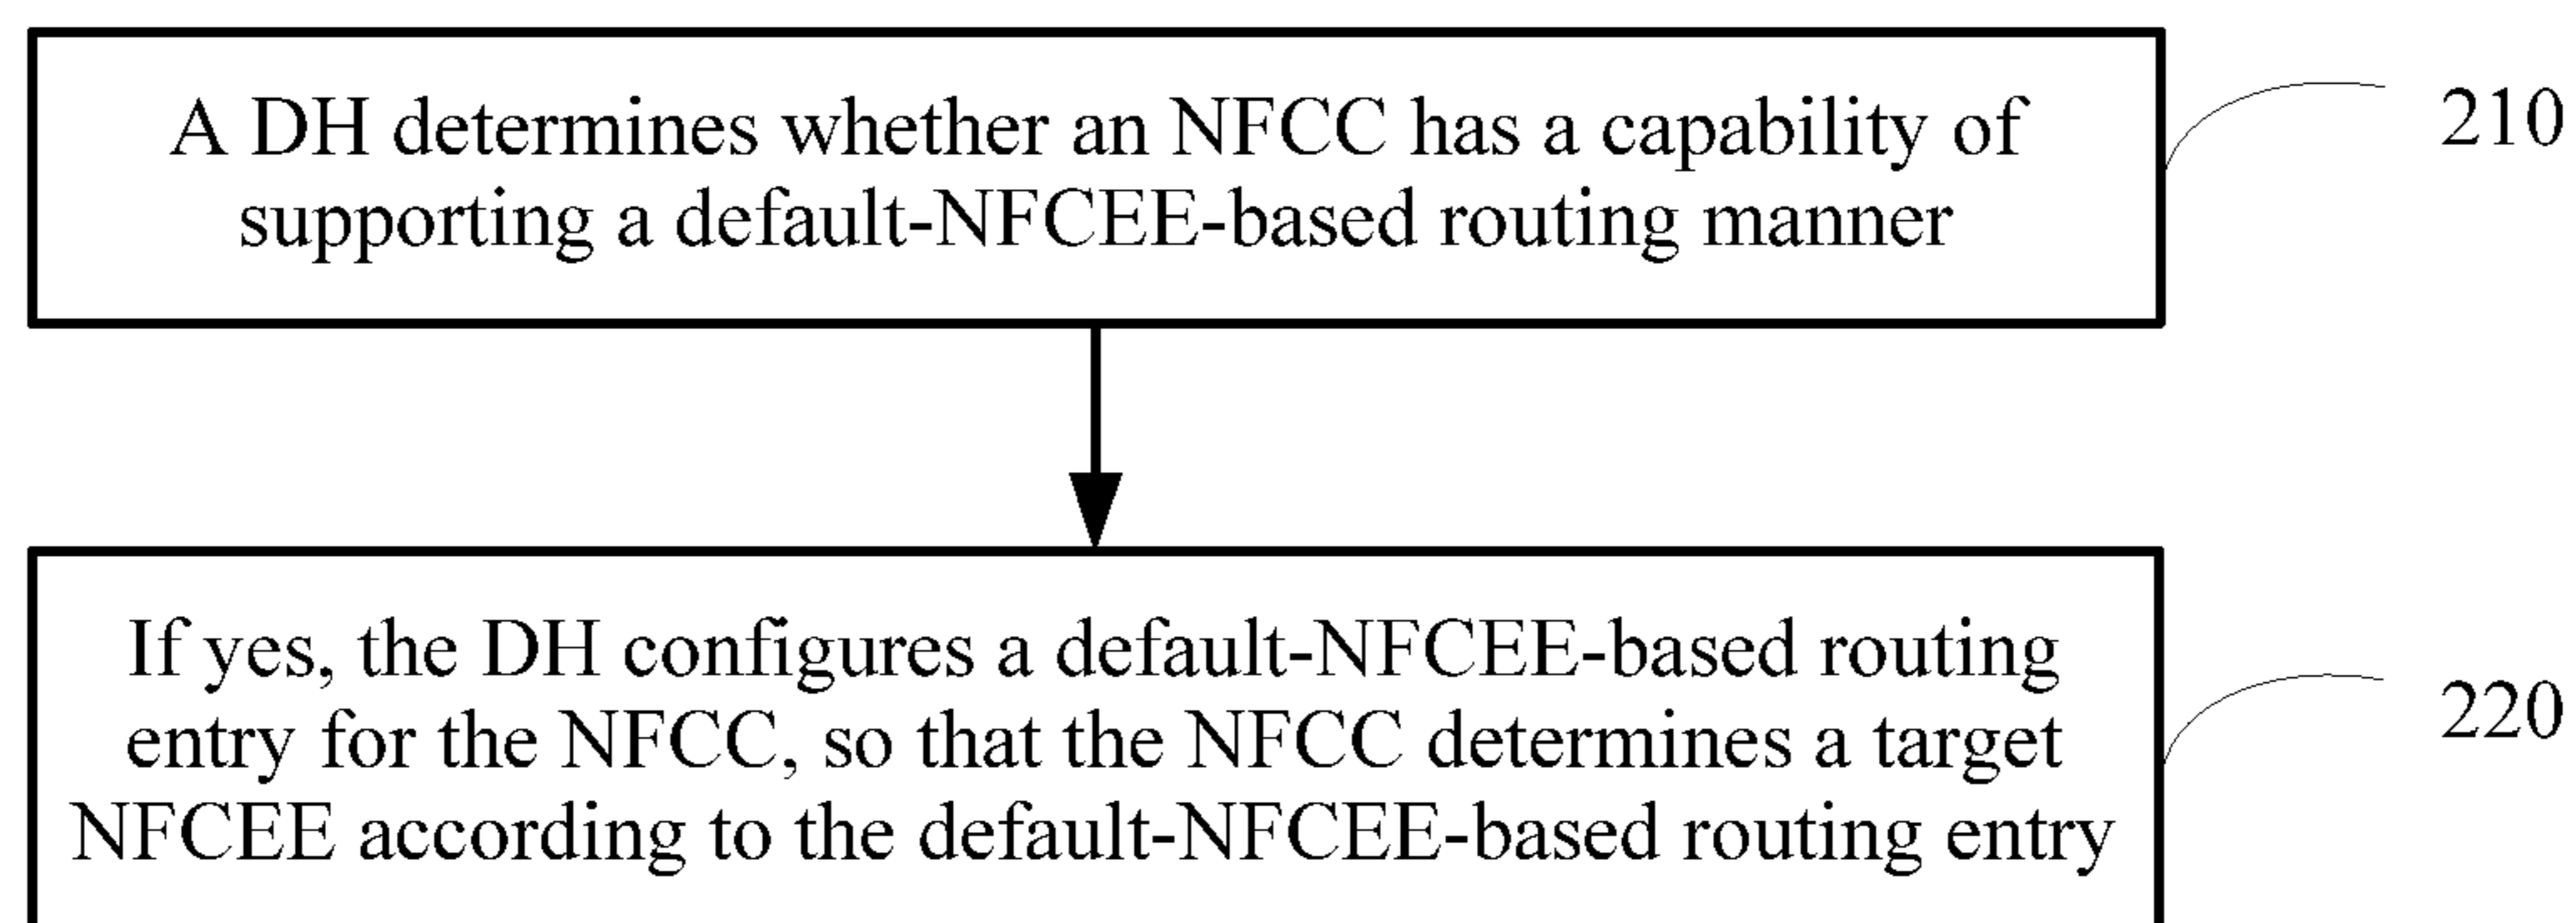 A DH determines whether an NFCC has a capability of
supporting a default-NFCEE-based routing manner
210
If yes, the DH configures a default-NFCEE-based routing
entry for the NFCC, so that the NFCC determines a target
NFCEE according to the default-NFCEE-based routing entry
220